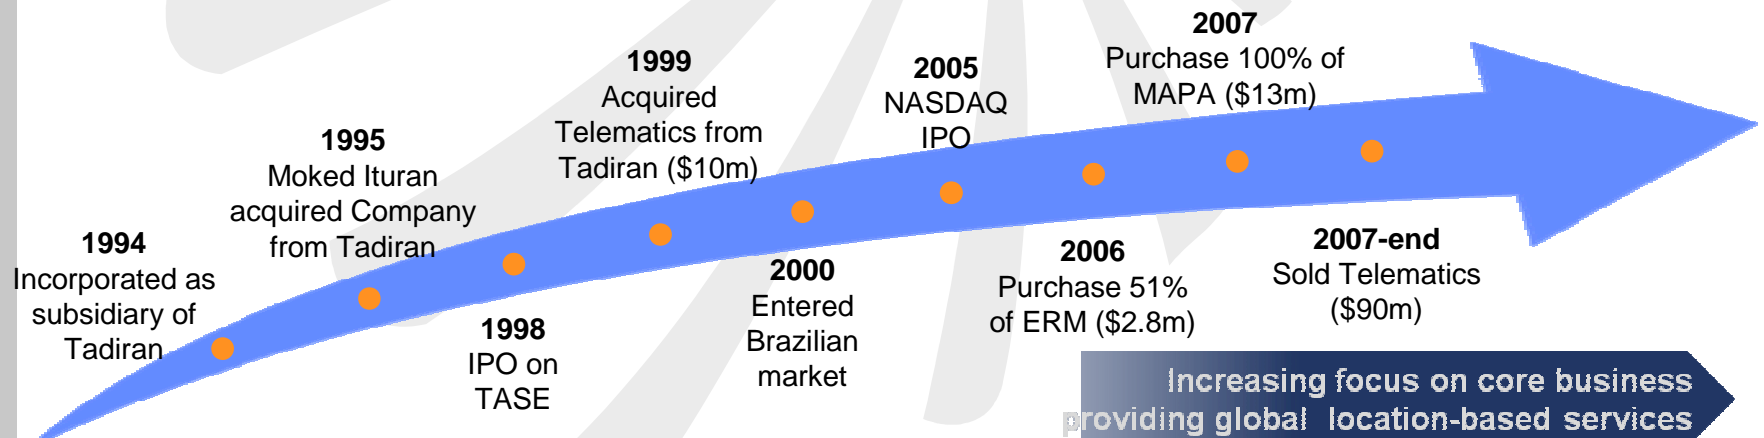 1994
Incorporated as
subsidiary of
Tadiran
1995
Moked Ituran
acquired Company
from Tadiran
1998
IPO on
TASE
1999
Acquired
Telematics from
Tadiran ($10m)
2000
Entered
Brazilian
market
2005
NASDAQ
IPO
2006
Purchase 51%
of ERM ($2.8m)
2007
Purchase 100% of
MAPA ($13m)
2007-end
Sold Telematics
($90m)
Increasing focus on core business
providing global location-based services